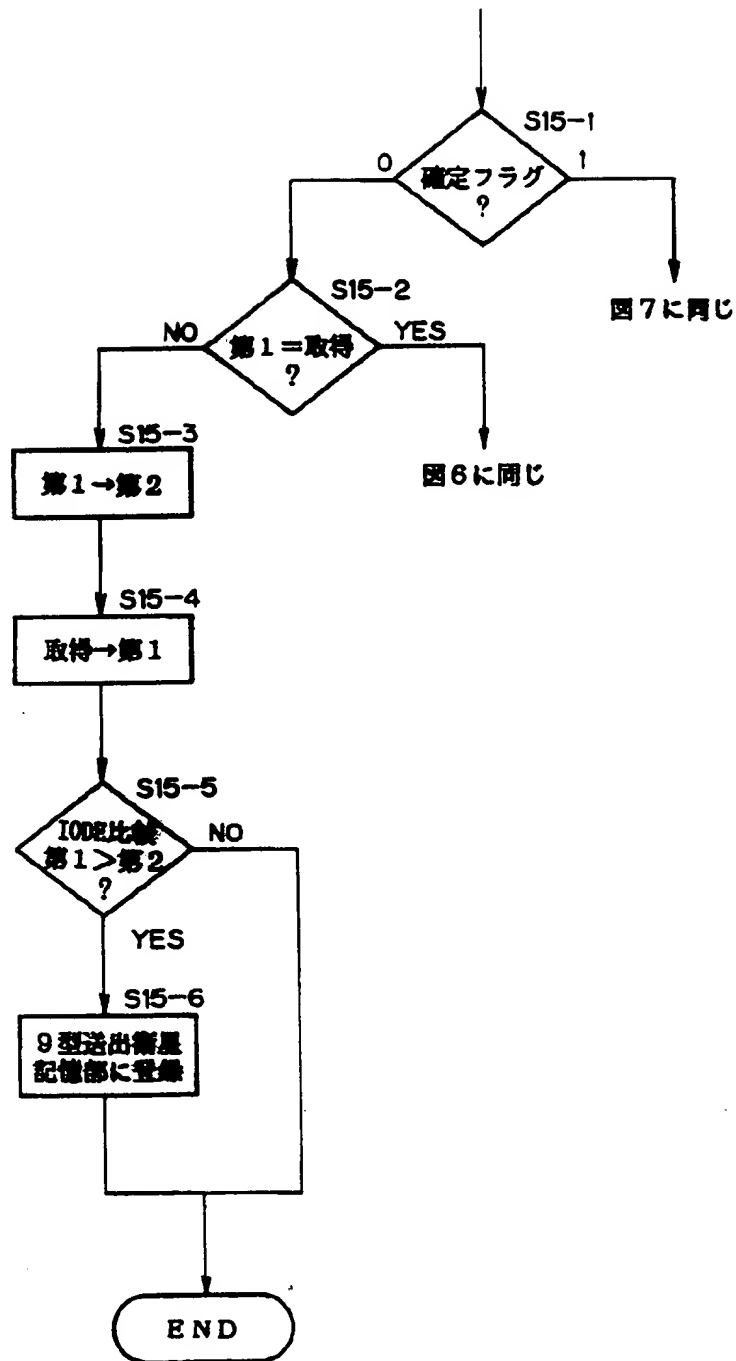 S15-1
0
1
確定フラグ
?
S15-2
図7に同じ
NO
YES
第1=取得
?
S15-3
図6に同じ
第1→第2
S15-4
取得→第1
S15-5
IODE比較
NO
第1>第2
?
YES
S15-6
9型送出衛星
記憶部に登録
END